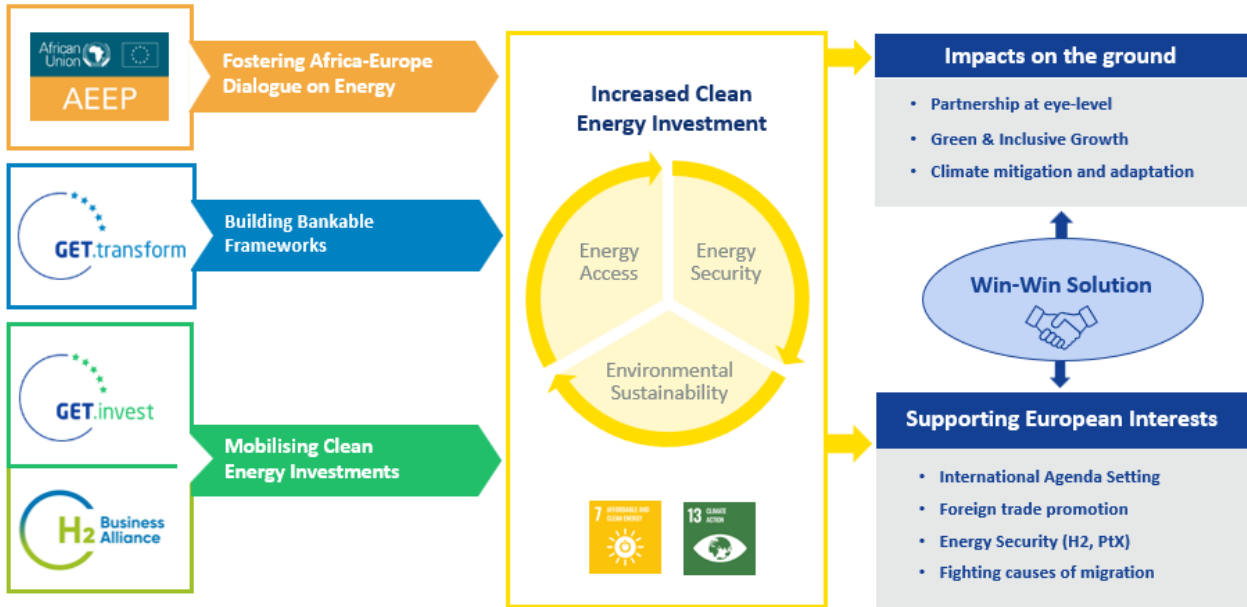 African
Union
AEEP
Fostering Africa-Europe
Dialogue on Energy
GET.transform
Building Bankable
Frameworks
GET.invest
H2 Business
Alliance
Mobilising Clean
Energy Investments
Increased Clean
Energy Investment
Energy
Access
Energy
Security
Environmental
Sustainability
7 AFFORDABLE AND
CLEAN ENERGY
13 CLIMATE
ACTION
Impacts on the ground
• Partnership at eye-level
• Green & Inclusive Growth
• Climate mitigation and adaptation
Win-Win Solution
Supporting European Interests
• International Agenda Setting
• Foreign trade promotion
• Energy Security (H2, PtX)
• Fighting causes of migration